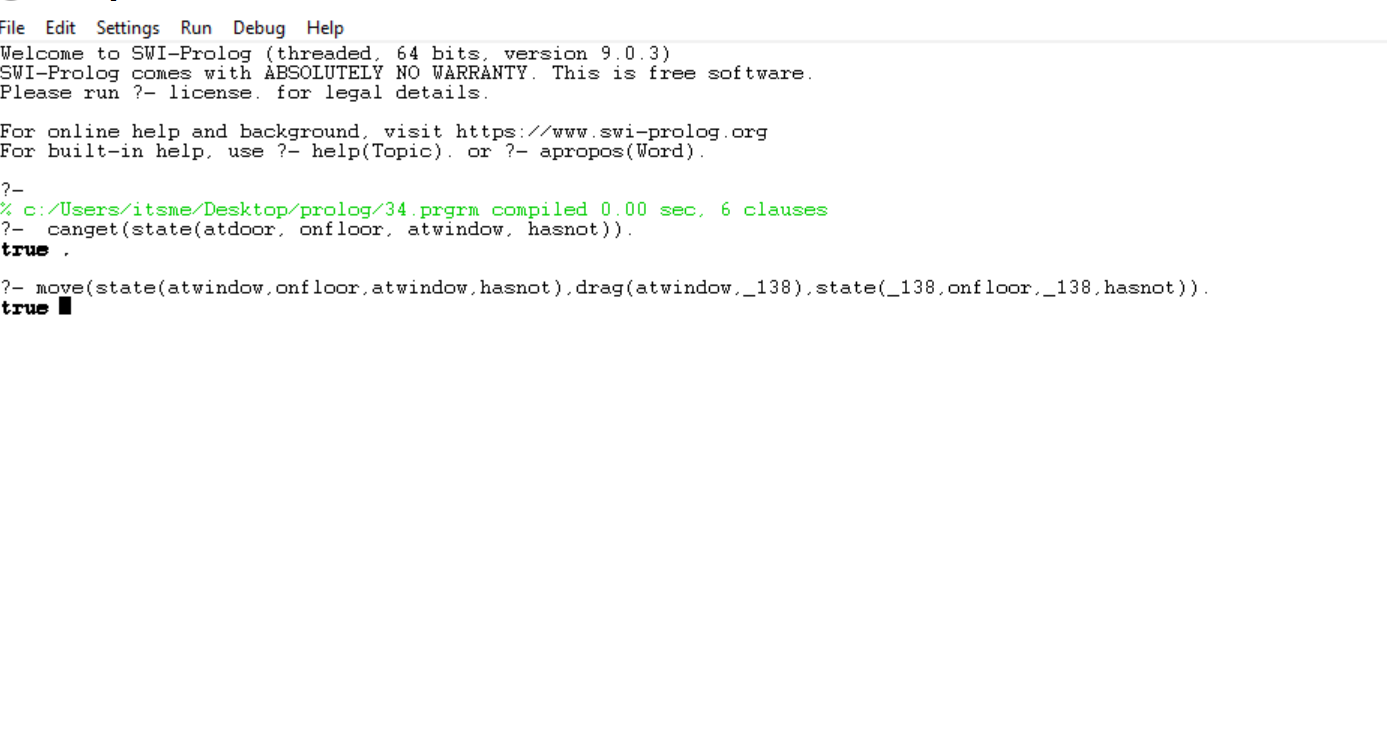 File Edit Settings Run Debug Help
Welcome to SWI-Prolog (threaded, 64 bits, version 9.0.3)
SWI-Prolog comes with ABSOLUTELY NO WARRANTY. This is free software.
Please run ?- license. for legal details.
For online help and background, visit https://www.swi-prolog.org
For built-in help, use ?- help(Topic). or ?- apropos(Word).
?-
% c:/Users/itsme/Desktop/prolog/34.prgrm compiled 0.00 sec, 6 clauses
?-  canget(state(atdoor, onfloor, atwindow, hasnot)).
true .
?- move(state(atwindow,onfloor,atwindow,hasnot),drag(atwindow,_138),state(_138,onfloor,_138,hasnot)).
true